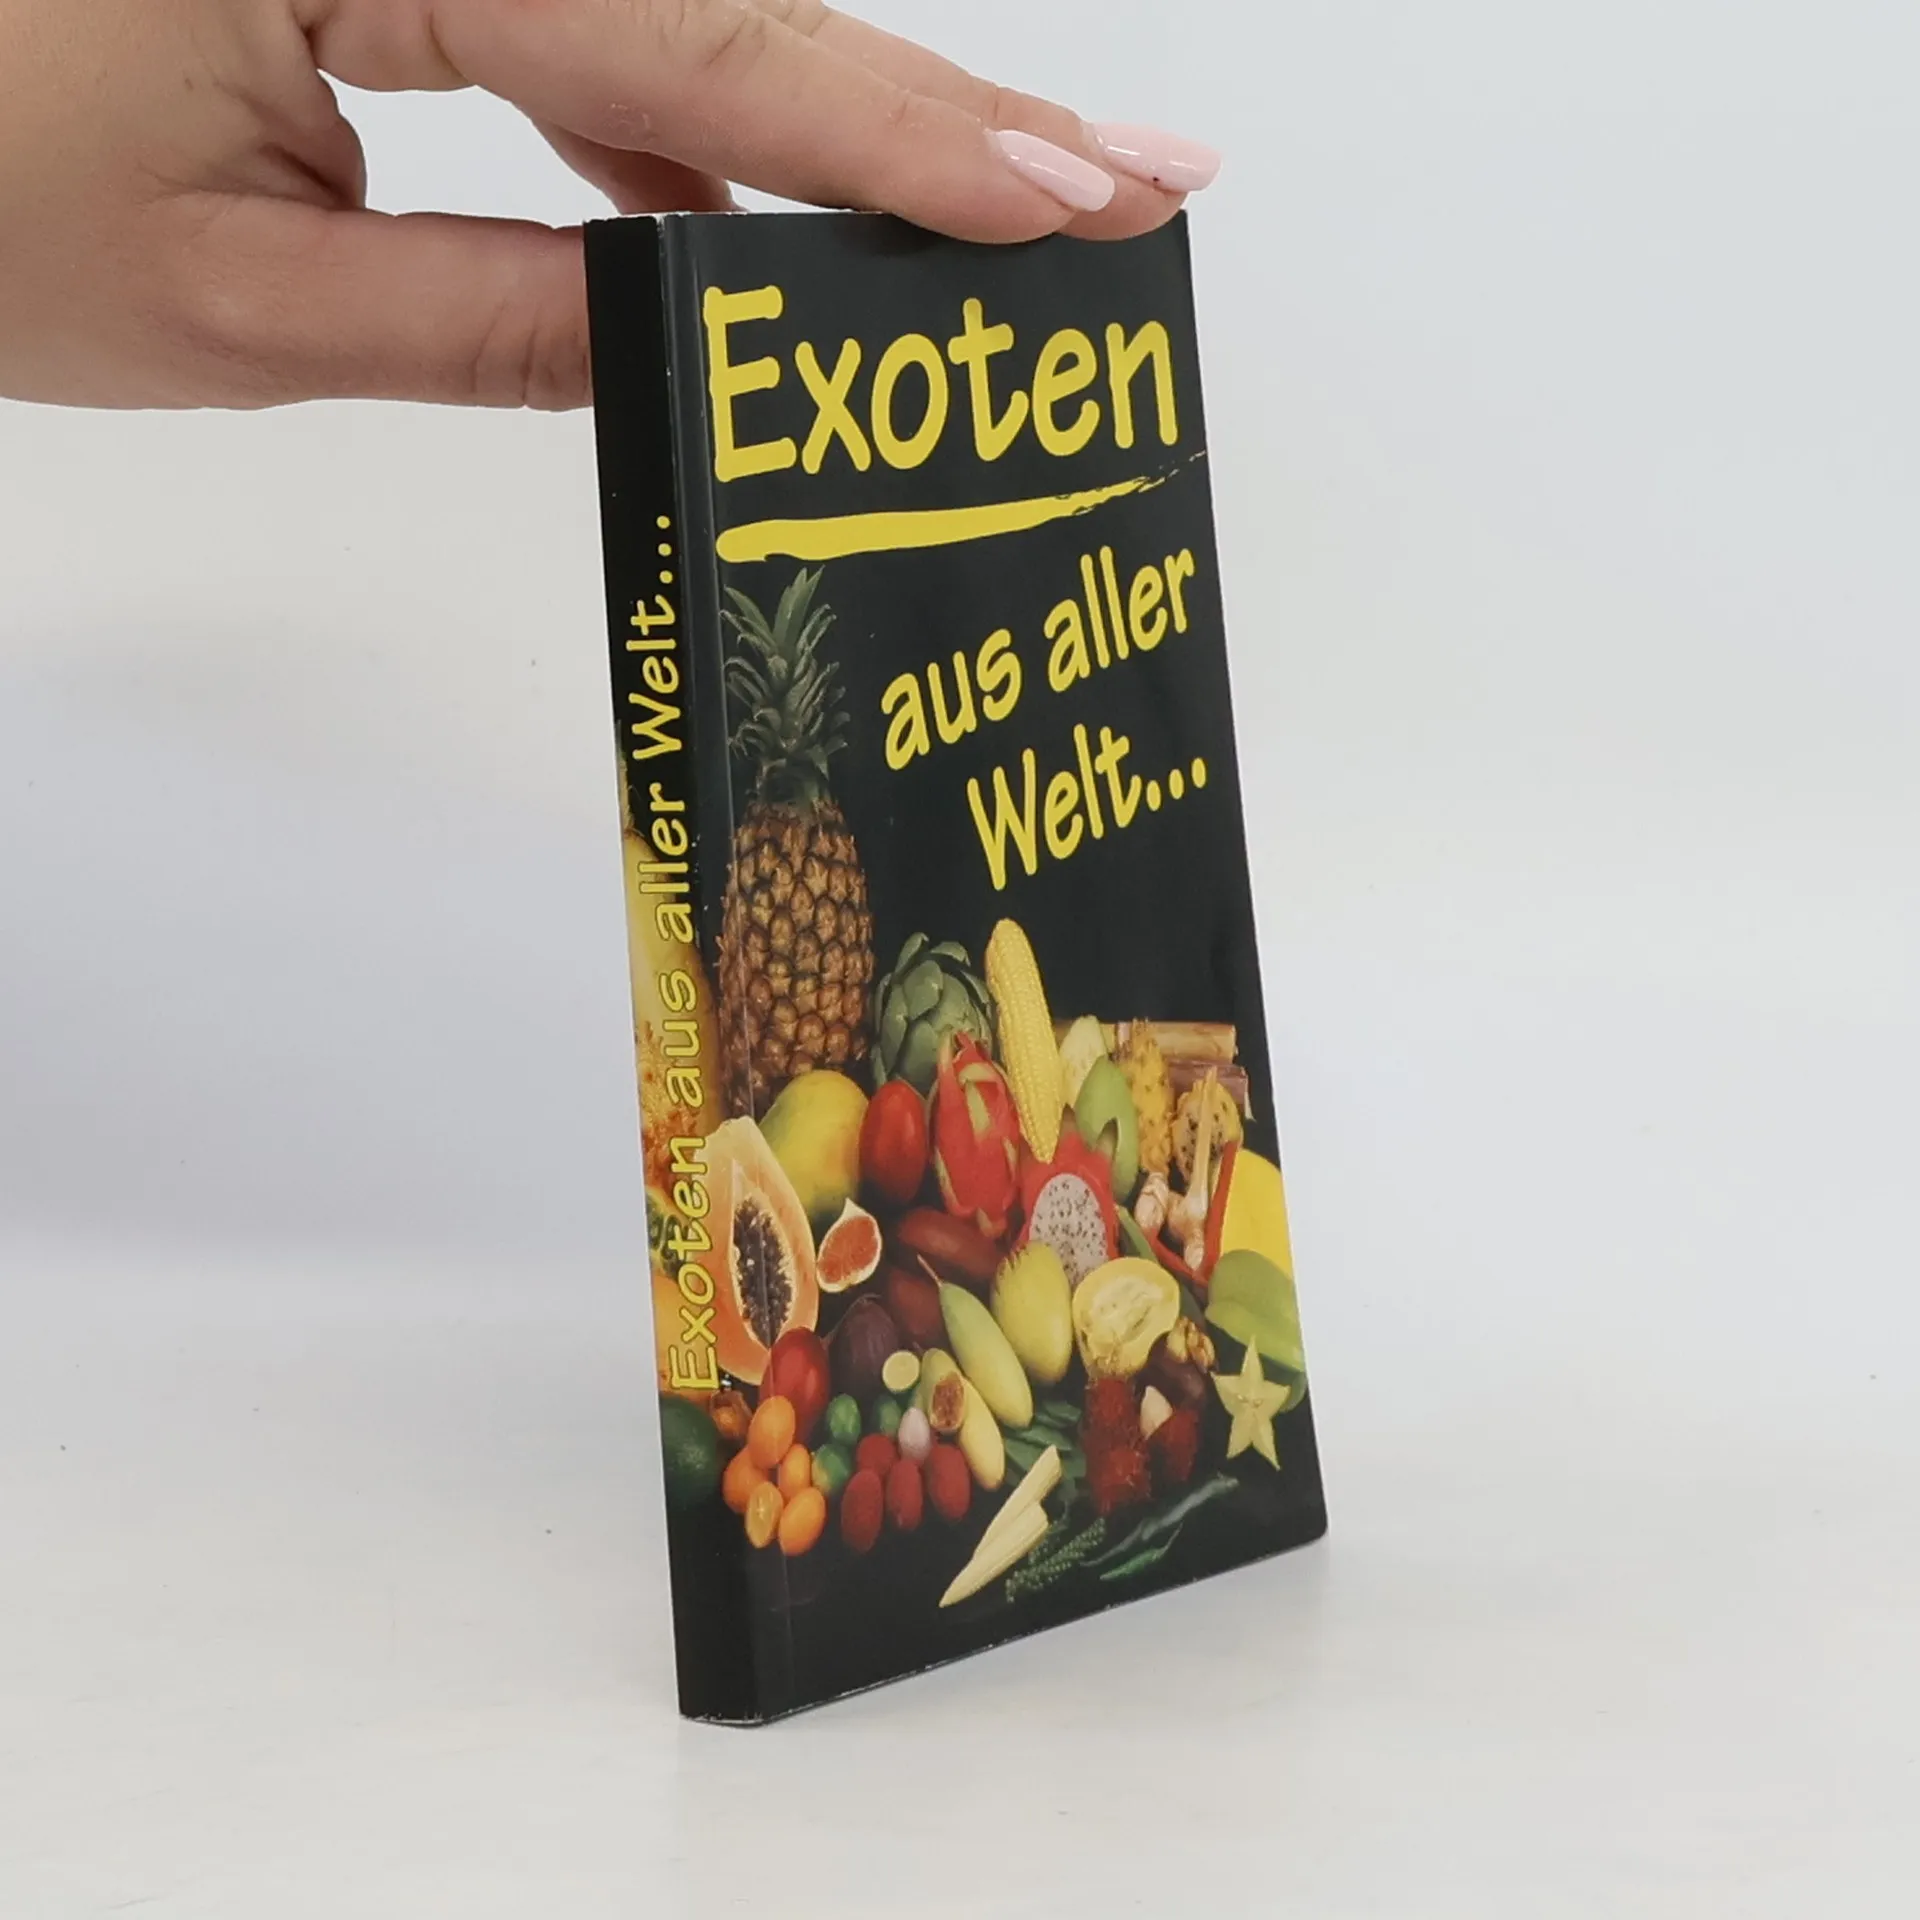 Exoten aus aller Welt...
Exoten
aus aller
Welt...